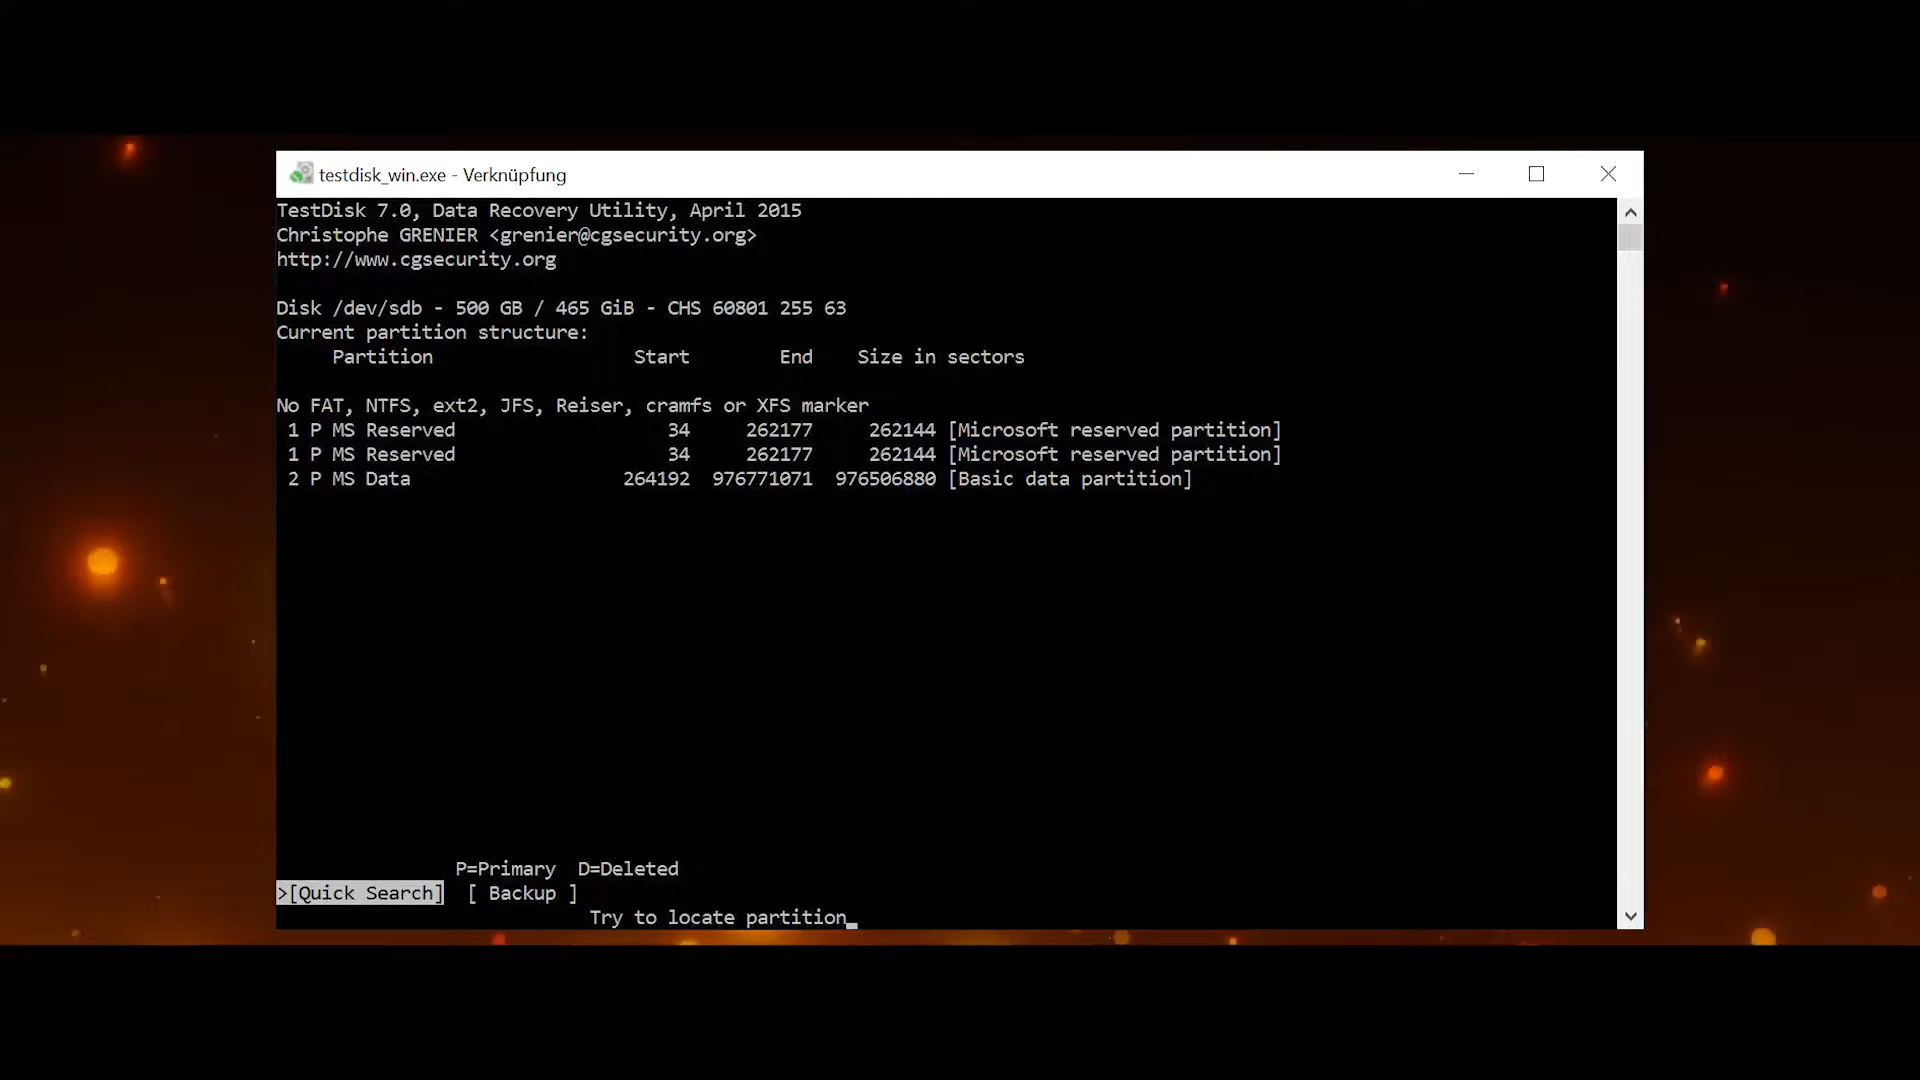 testdisk_win.exe - Verknüpfung
TestDisk 7.0, Data Recovery Utility, April 2015
Christophe GRENIER <grenier@cgsecurity.org>
http://www.cgsecurity.org
Disk /dev/sdb - 500 GB / 465 GiB - CHS 60801 255 63
Current partition structure:
Partition Start End Size in sectors
No FAT, NTFS, ext2, JFS, Reiser, cramfs or XFS marker
1 P MS Reserved 34 262177 262144 [Microsoft reserved partition]
1 P MS Reserved 34 262177 262144 [Microsoft reserved partition]
2 P MS Data 264192 976771071 976506880 [Basic data partition]
P=Primary D=Deleted
>[Quick Search] [ Backup ]
Try to locate partition_